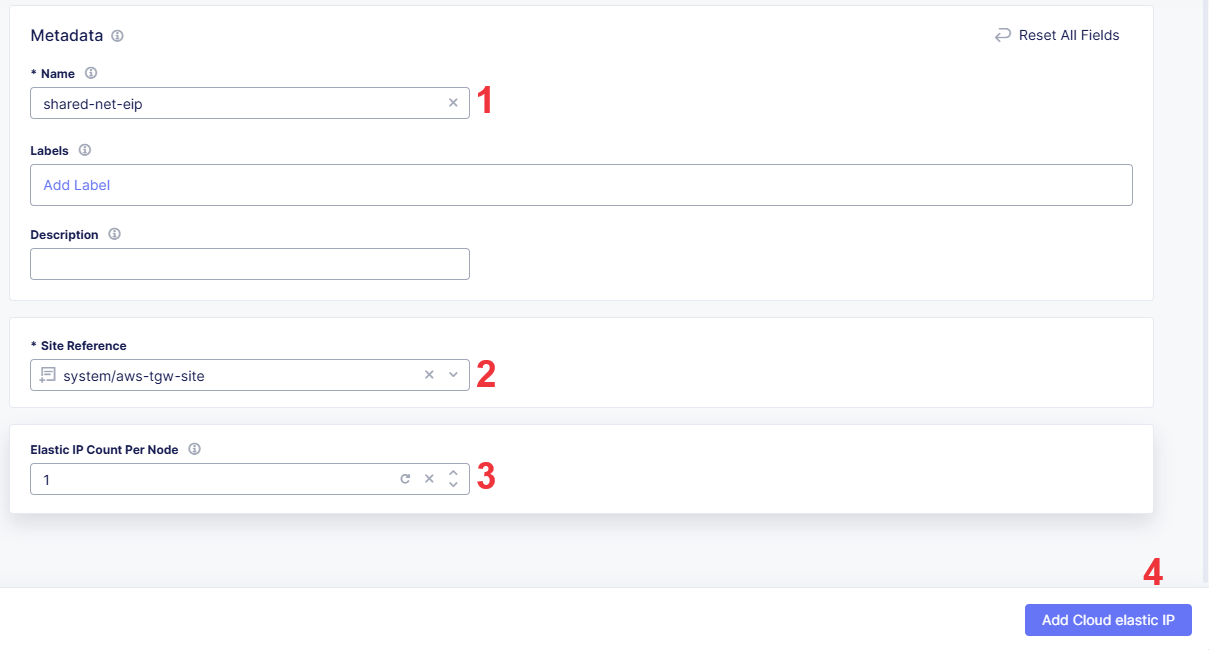 Metadata
Reset All Fields
* Name
shared-net-eip
1
Labels
Add Label
Description
* Site Reference
system/aws-tgw-site
2
Elastic IP Count Per Node
1
3
4
Add Cloud elastic IP